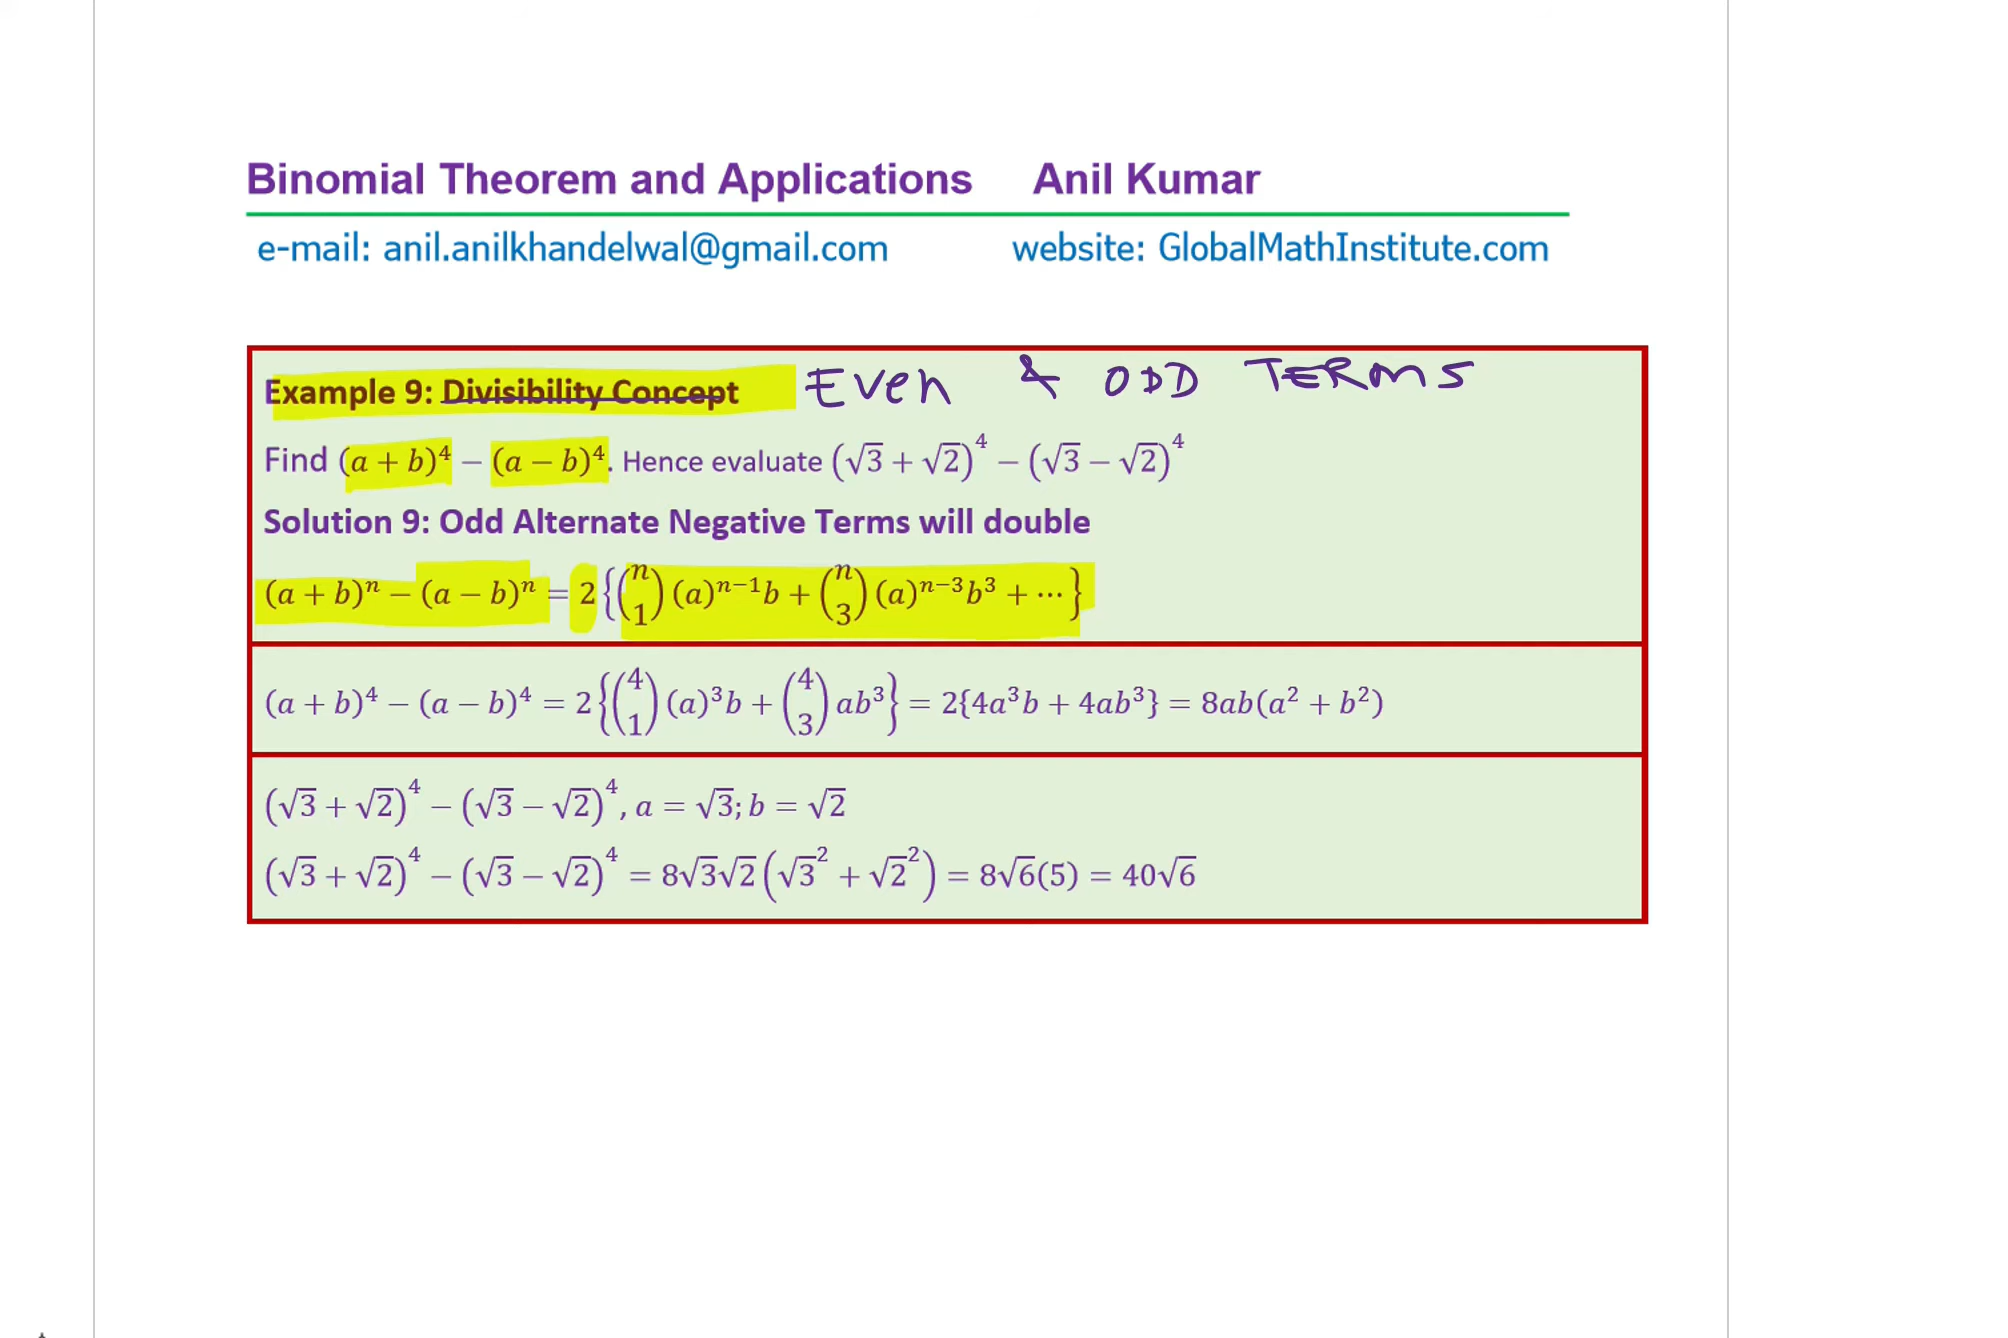 Binomial Theorem and Applications Anil Kumar
e-mail: anil.anilkhandelwal@gmail.com website: GlobalMathInstitute.com
Example 9: Divisibility Concept Even & ODD TERMS
Find (a + b)⁴ − (a − b)⁴. Hence evaluate (√3 + √2)⁴ − (√3 − √2)⁴
Solution 9: Odd Alternate Negative Terms will double
(a + b)ⁿ − (a − b)ⁿ = 2{(n 1)(a)ⁿ⁻¹b + (n 3)(a)ⁿ⁻³b³ + ⋯}
(a + b)⁴ − (a − b)⁴ = 2{(4 1)(a)³b + (4 3)ab³} = 2{4a³b + 4ab³} = 8ab(a² + b²)
(√3 + √2)⁴ − (√3 − √2)⁴, a = √3; b = √2
(√3 + √2)⁴ − (√3 − √2)⁴ = 8√3√2(√3² + √2²) = 8√6(5) = 40√6